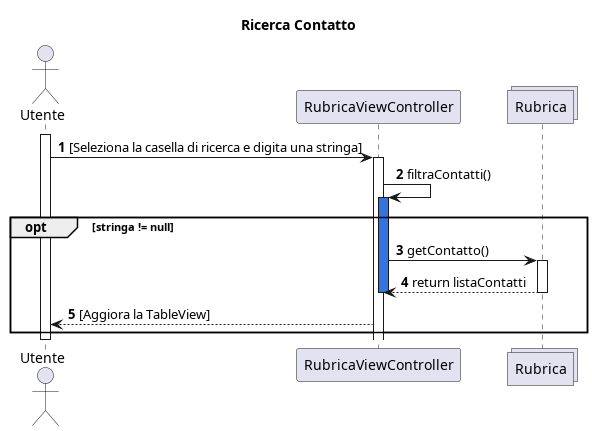 Ricerca Contatto
Utente
RubricaViewController
Rubrica
1 [Seleziona la casella di ricerca e digita una stringa]
2 filtraContatti()
opt [stringa != null]
3 getContatto()
4 return listaContatti
5 [Aggiora la TableView]
Utente
RubricaViewController
Rubrica